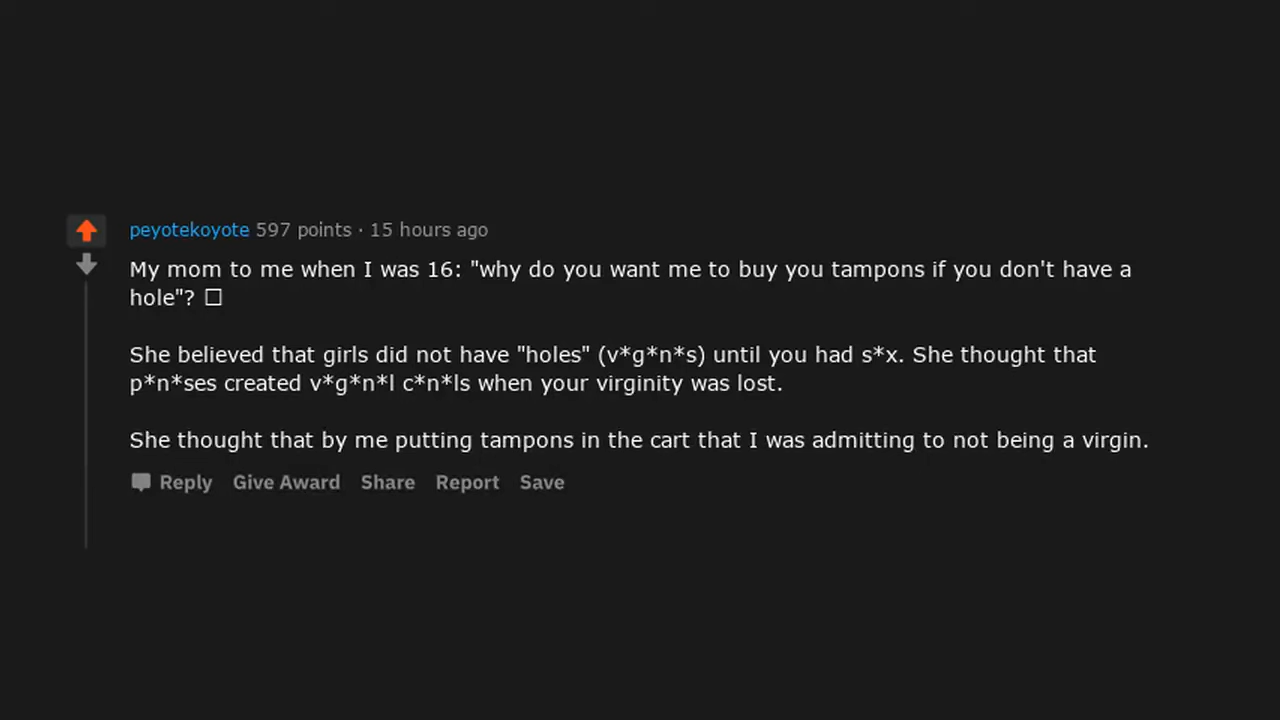 peyotekoyote 597 points · 15 hours ago
My mom to me when I was 16: "why do you want me to buy you tampons if you don't have a
hole"? □
She believed that girls did not have "holes" (v*g*n*s) until you had s*x. She thought that
p*n*ses created v*g*n*l c*n*ls when your virginity was lost.
She thought that by me putting tampons in the cart that I was admitting to not being a virgin.
Reply Give Award Share Report Save